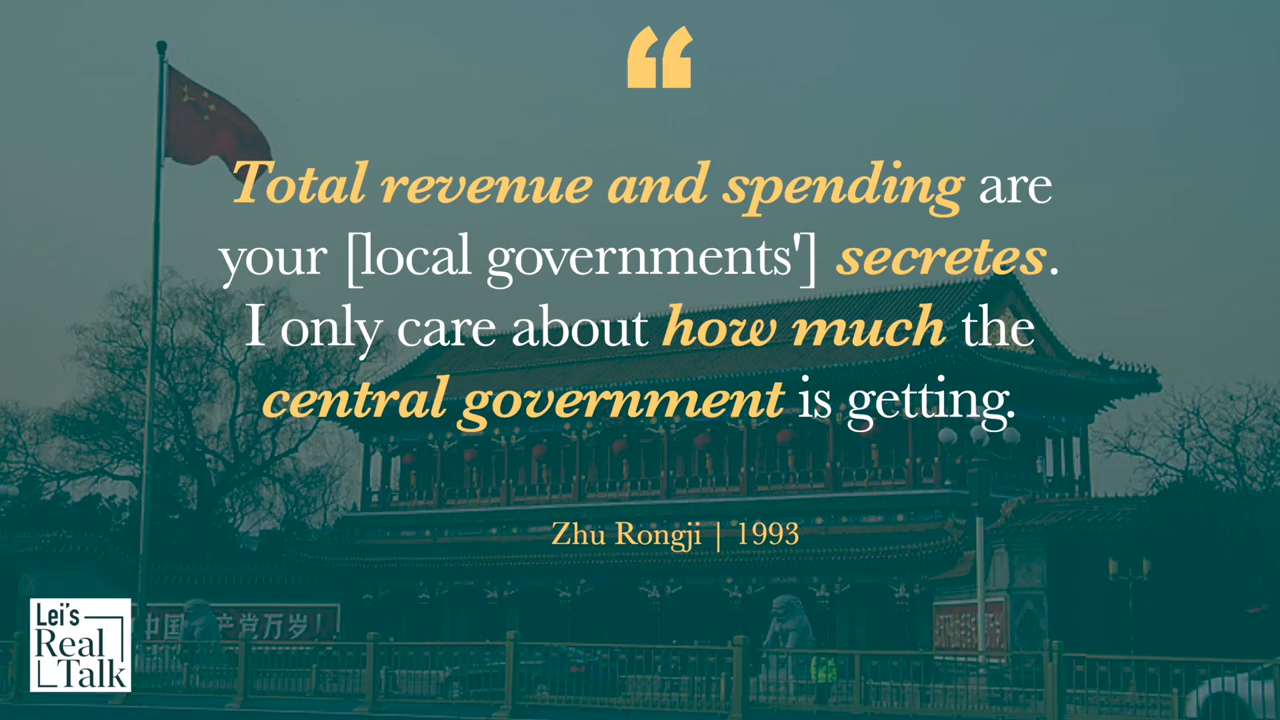 “
Total revenue and spending are
your [local governments'] secretes.
I only care about how much the
central government is getting.
Zhu Rongji | 1993
Lei's
Real
Talk
中国 产党万岁!